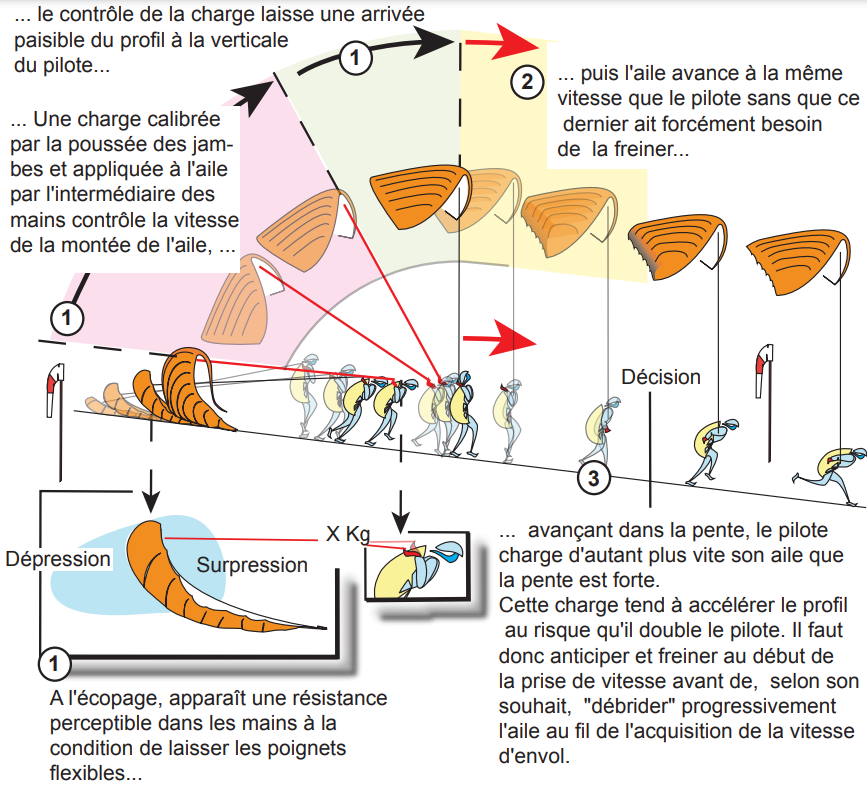 ... le contrôle de la charge laisse une arrivée
paisible du profil à la verticale
du pilote...
1
2
... puis l'aile avance à la même
vitesse que le pilote sans que ce
dernier ait forcément besoin
de la freiner...
... Une charge calibrée
par la poussée des jam-
bes et appliquée à l'aile
par l'intermédiaire des
mains contrôle la vitesse
de la montée de l'aile, ...
1
Décision
3
X Kg
Dépression
Surpression
1
A l'écopage, apparaît une résistance
perceptible dans les mains à la
condition de laisser les poignets
flexibles...
... avançant dans la pente, le pilote
charge d'autant plus vite son aile que
la pente est forte.
Cette charge tend à accélérer le profil
au risque qu'il double le pilote. Il faut
donc anticiper et freiner au début de
la prise de vitesse avant de, selon son
souhait, "débrider" progressivement
l'aile au fil de l'acquisition de la vitesse
d'envol.